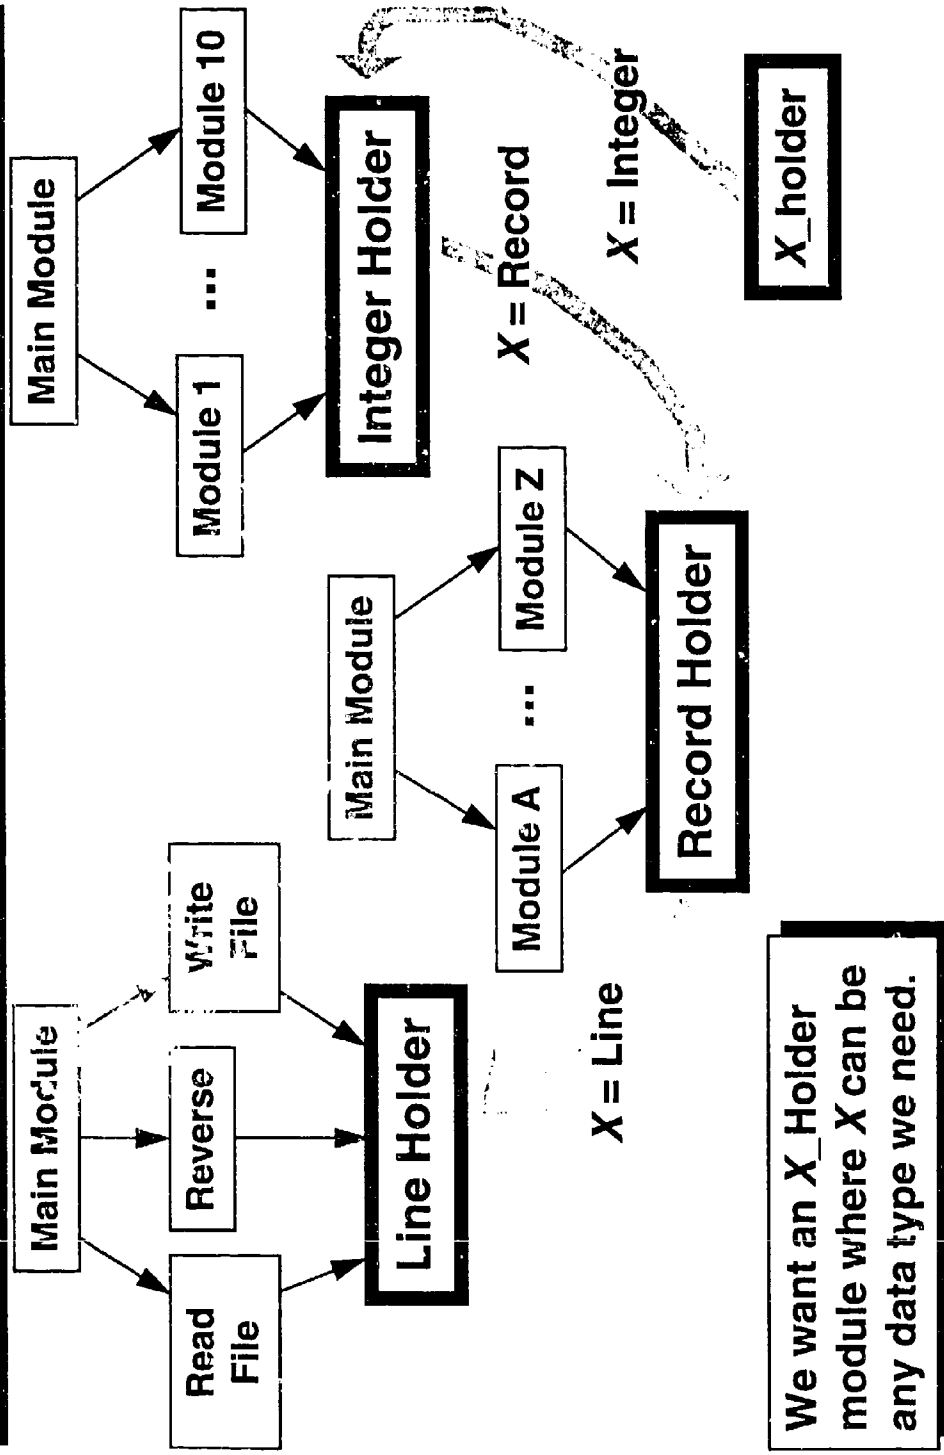 Main Module
Read
File
Reverse
Write
File
Line Holder
X = Line
Main Module
Module A
...
Module Z
Record Holder
X = Record
Main Module
Module 1
...
Module 10
Integer Holder
X = Integer
X_holder
We want an X_Holder
module where X can be
any data type we need.